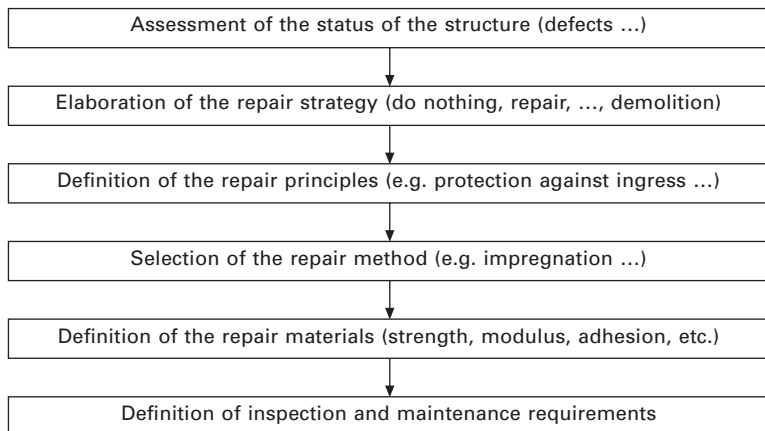 Assessment of the status of the structure (defects …)
Elaboration of the repair strategy (do nothing, repair, …, demolition)
Definition of the repair principles (e.g. protection against ingress …)
Selection of the repair method (e.g. impregnation …)
Definition of the repair materials (strength, modulus, adhesion, etc.)
Definition of inspection and maintenance requirements